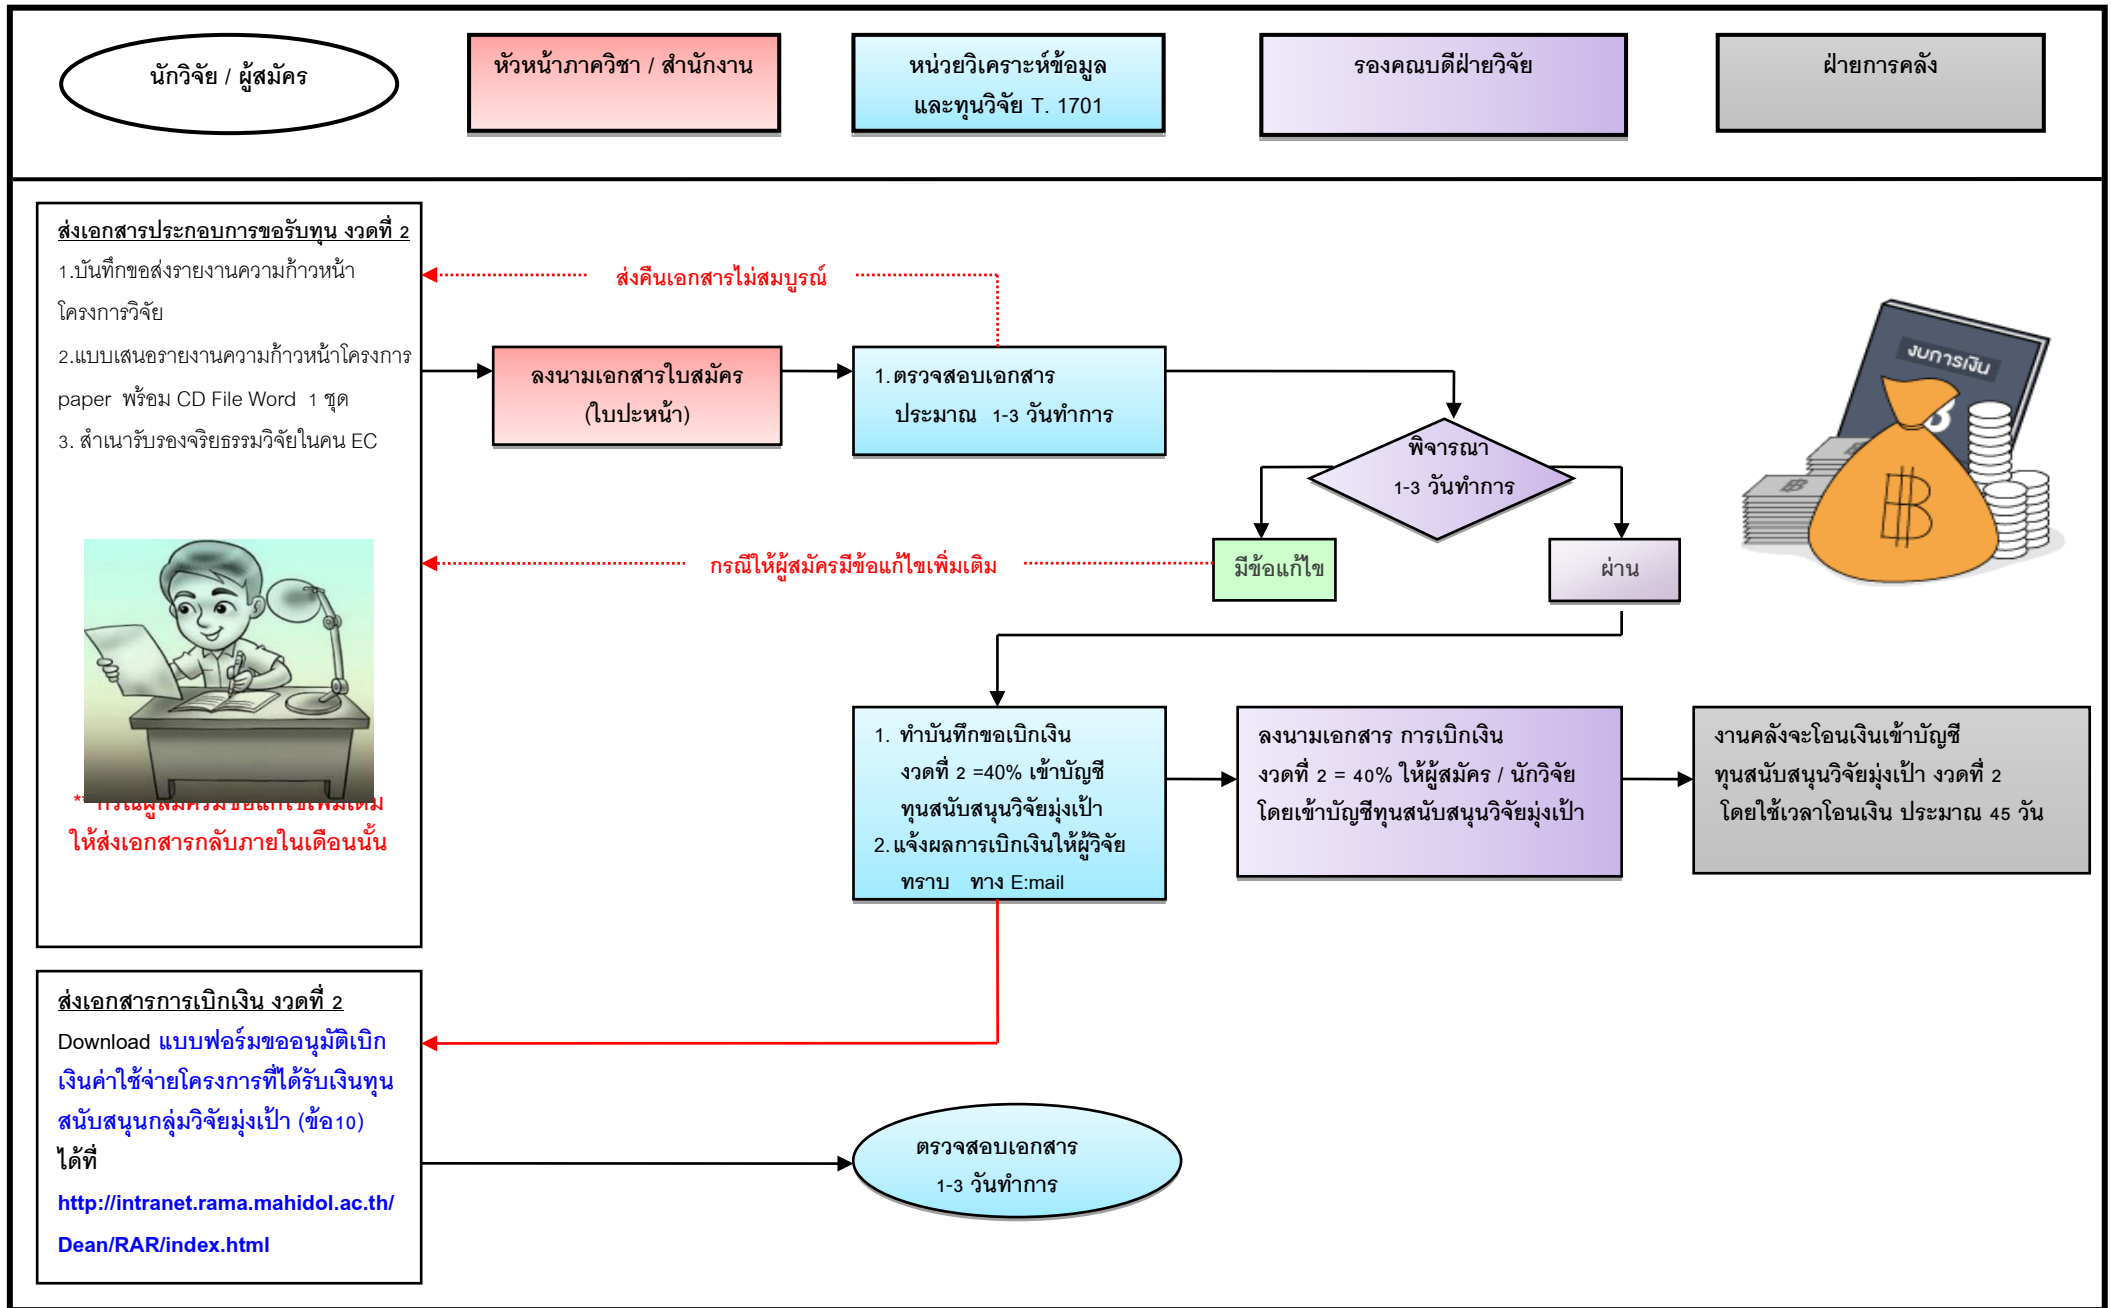 นักวิจัย / ผู้สมัคร
หัวหน้าภาควิชา / สำนักงาน
หน่วยวิเคราะห์ข้อมูล
และทุนวิจัย T. 1701
รองคณบดีฝ่ายวิจัย
ฝ่ายการคลัง
ส่งเอกสารประกอบการขอรับทุน งวดที่ 2
1.บันทึกขอส่งรายงานความก้าวหน้า
โครงการวิจัย
2.แบบเสนอรายงานความก้าวหน้าโครงการ
paper พร้อม CD File Word 1 ชุด
3. สำเนารับรองจริยธรรมวิจัยในคน EC
** กรณีผู้สมัครมีข้อแก้ไขเพิ่มเติม
ให้ส่งเอกสารกลับภายในเดือนนั้น
ส่งคืนเอกสารไม่สมบูรณ์
ลงนามเอกสารใบสมัคร
(ใบปะหน้า)
1.ตรวจสอบเอกสาร
ประมาณ 1-3 วันทำการ
พิจารณา
1-3 วันทำการ
งบการเงิน
กรณีให้ผู้สมัครมีข้อแก้ไขเพิ่มเติม
มีข้อแก้ไข
ผ่าน
1. ทำบันทึกขอเบิกเงิน
งวดที่ 2 =40% เข้าบัญชี
ทุนสนับสนุนวิจัยมุ่งเป้า
2.แจ้งผลการเบิกเงินให้ผู้วิจัย
ทราบ ทาง E:mail
ลงนามเอกสาร การเบิกเงิน
งวดที่ 2 = 40% ให้ผู้สมัคร / นักวิจัย
โดยเข้าบัญชีทุนสนับสนุนวิจัยมุ่งเป้า
งานคลังจะโอนเงินเข้าบัญชี
ทุนสนับสนุนวิจัยมุ่งเป้า งวดที่ 2
โดยใช้เวลาโอนเงิน ประมาณ 45 วัน
ส่งเอกสารการเบิกเงิน งวดที่ 2
Download แบบฟอร์มขออนุมัติเบิก
เงินค่าใช้จ่ายโครงการที่ได้รับเงินทุน
สนับสนุนกลุ่มวิจัยมุ่งเป้า (ข้อ10)
ได้ที่
http://intranet.rama.mahidol.ac.th/
Dean/RAR/index.html
ตรวจสอบเอกสาร
1-3 วันทำการ